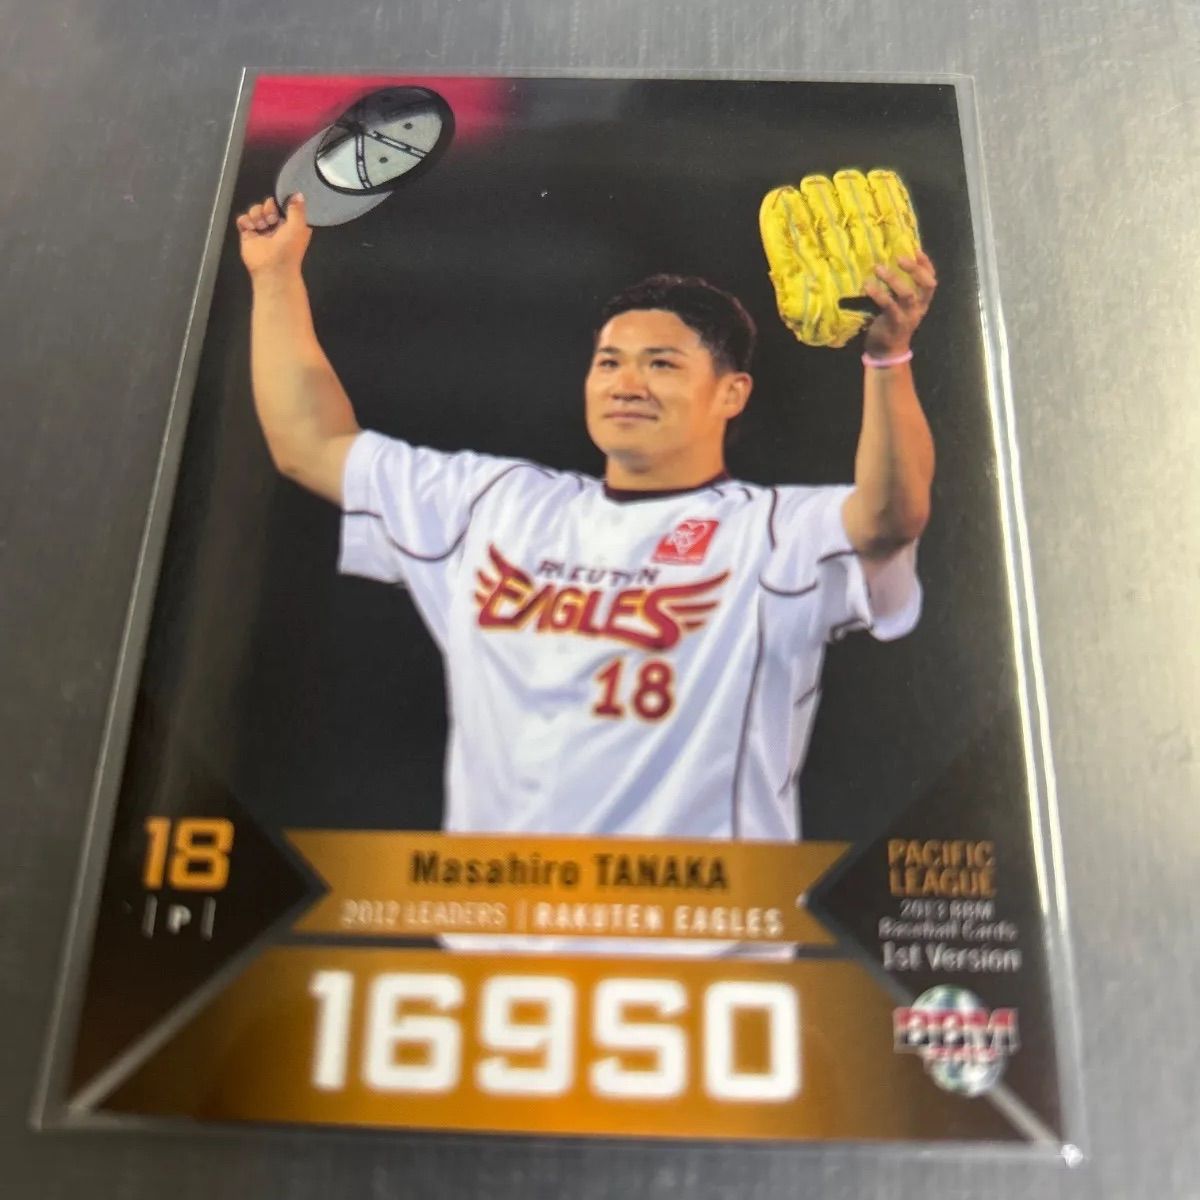 RAKUTEN
EAGLES
18
18
| P |
Masahiro TANAKA
2012 LEADERS | RAKUTEN EAGLES
PACIFIC
LEAGUE
2013 BBM
Baseball Cards
1st Version
169SO
BBM
2013